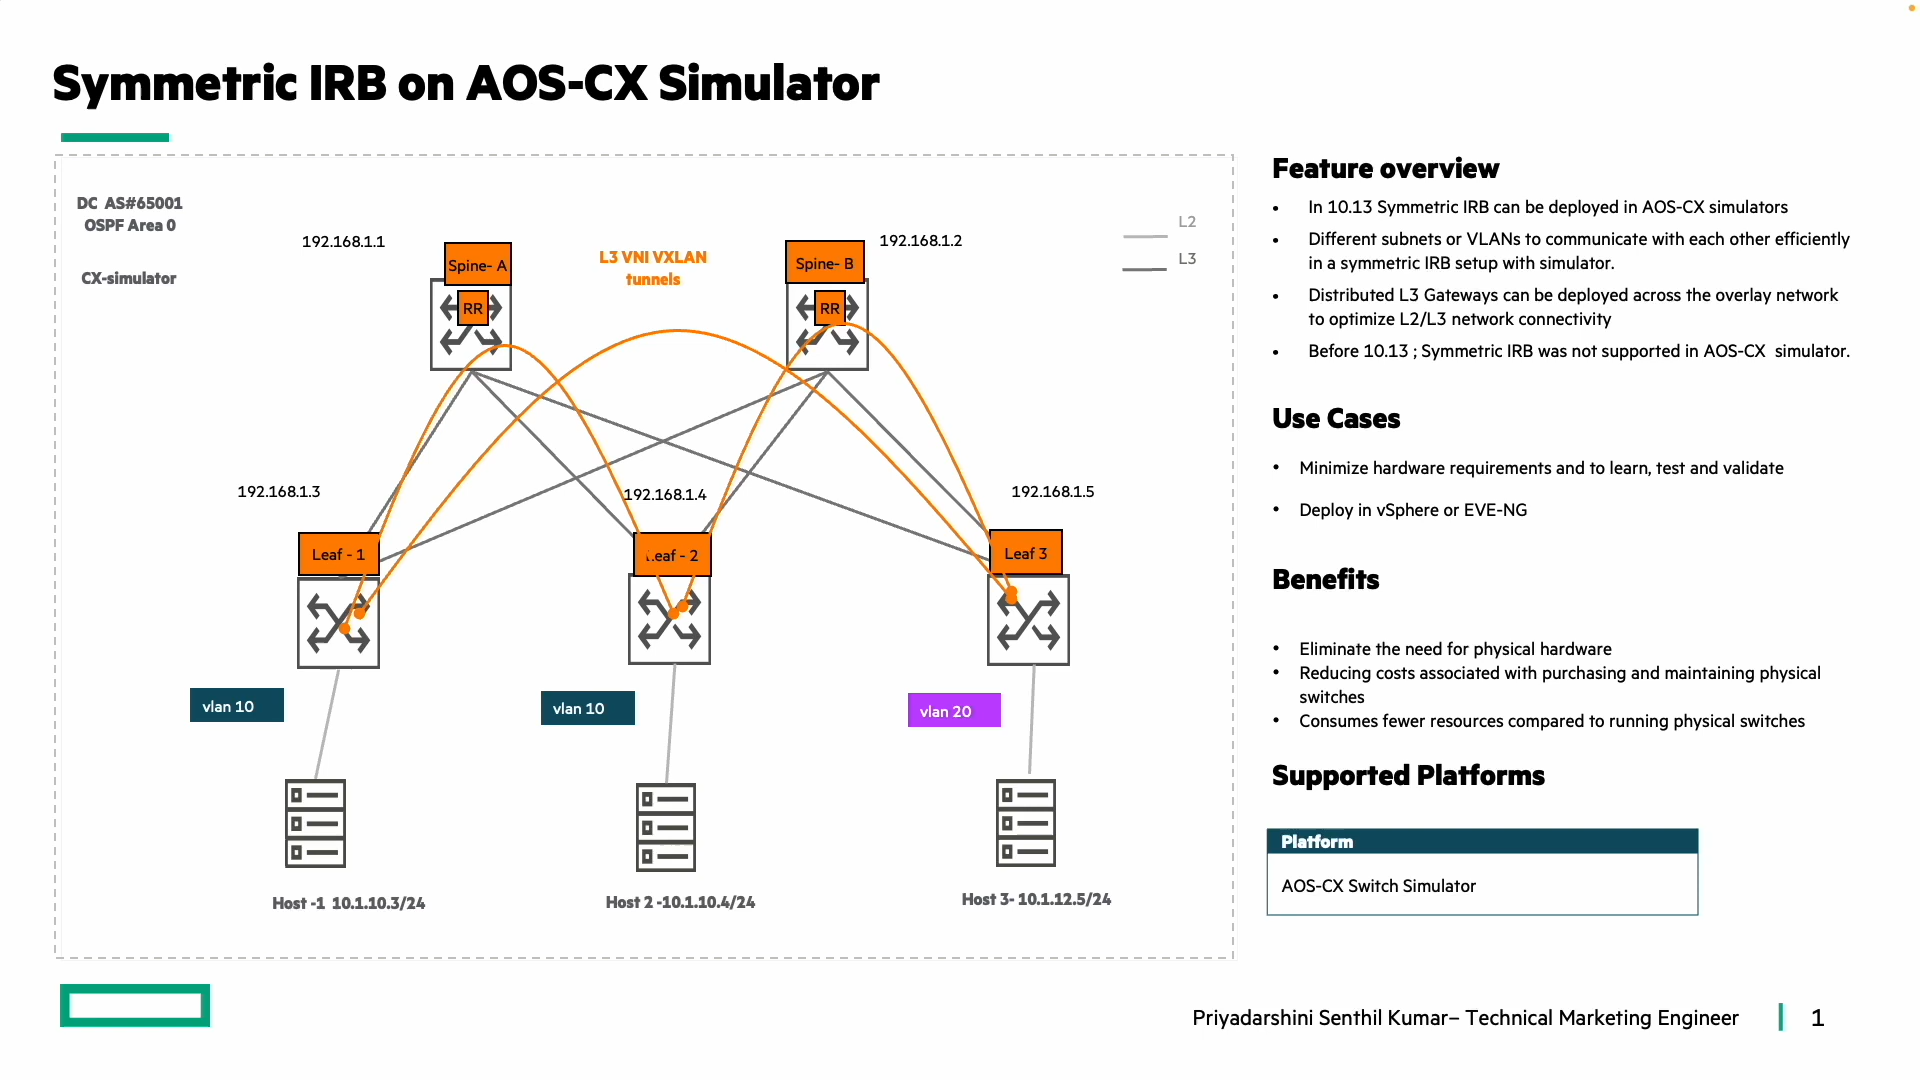 Symmetric IRB on AOS-CX Simulator
DC AS#65001
OSPF Area 0
CX-simulator
192.168.1.1
Spine- A
RR
L3 VNI VXLAN
tunnels
Spine- B
RR
192.168.1.2
L2
L3
192.168.1.3
192.168.1.4
192.168.1.5
Leaf - 1
Leaf - 2
Leaf 3
vlan 10
vlan 10
vlan 20
Host -1 10.1.10.3/24
Host 2 -10.1.10.4/24
Host 3- 10.1.12.5/24
Feature overview
• In 10.13 Symmetric IRB can be deployed in AOS-CX simulators
• Different subnets or VLANs to communicate with each other efficiently
in a symmetric IRB setup with simulator.
• Distributed L3 Gateways can be deployed across the overlay network
to optimize L2/L3 network connectivity
• Before 10.13 ; Symmetric IRB was not supported in AOS-CX simulator.
Use Cases
• Minimize hardware requirements and to learn, test and validate
• Deploy in vSphere or EVE-NG
Benefits
• Eliminate the need for physical hardware
• Reducing costs associated with purchasing and maintaining physical
switches
• Consumes fewer resources compared to running physical switches
Supported Platforms
Platform
AOS-CX Switch Simulator
Priyadarshini Senthil Kumar– Technical Marketing Engineer
1